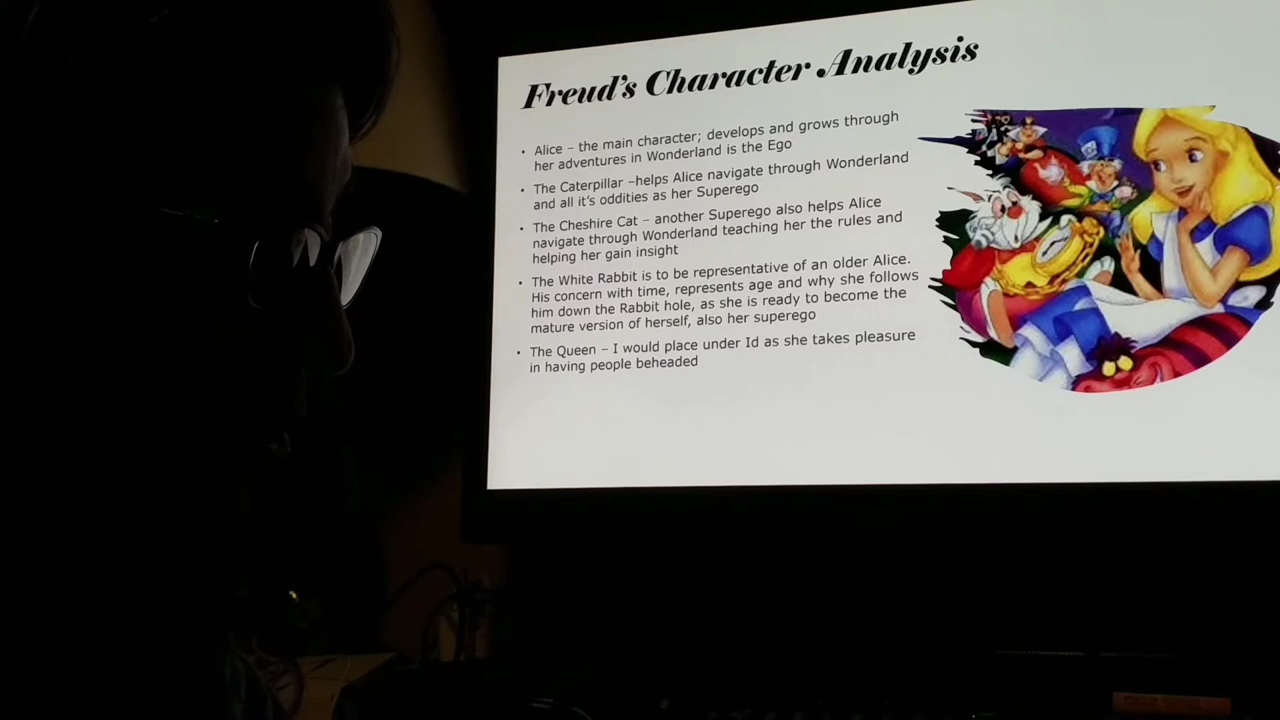 Freud's Character Analysis
• Alice – the main character; develops and grows through
her adventures in Wonderland is the Ego
• The Caterpillar –helps Alice navigate through Wonderland
and all it's oddities as her Superego
• The Cheshire Cat – another Superego also helps Alice
navigate through Wonderland teaching her the rules and
helping her gain insight
• The White Rabbit is to be representative of an older Alice.
His concern with time, represents age and why she follows
him down the Rabbit hole, as she is ready to become the
mature version of herself, also her superego
• The Queen – I would place under Id as she takes pleasure
in having people beheaded